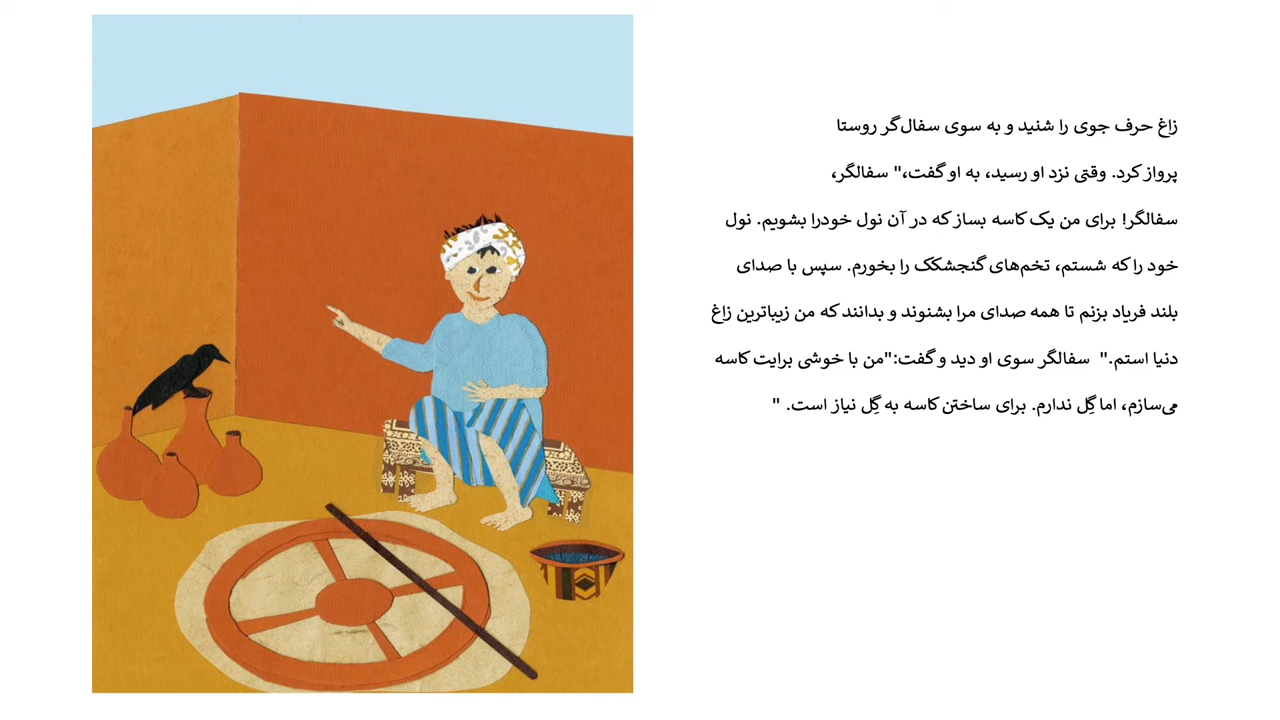 زاغ حرف جوی را شنید و به سوی سفال‌گر روستا
پرواز کرد. وقتی نزد او رسید، به او گفت،" سفالگر،
سفالگر! برای من یک کاسه بساز که در آن نول خودرا بشویم. نول
خود را که شستم، تخم‌های گنجشکک را بخورم. سپس با صدای
بلند فریاد بزنم تا همه صدای مرا بشنوند و بدانند که من زیباترین زاغ
دنیا استم." سفالگر سوی او دید و گفت:"من با خوشی برایت کاسه
می‌سازم، اما گِل ندارم. برای ساختن کاسه به گِل نیاز است. "